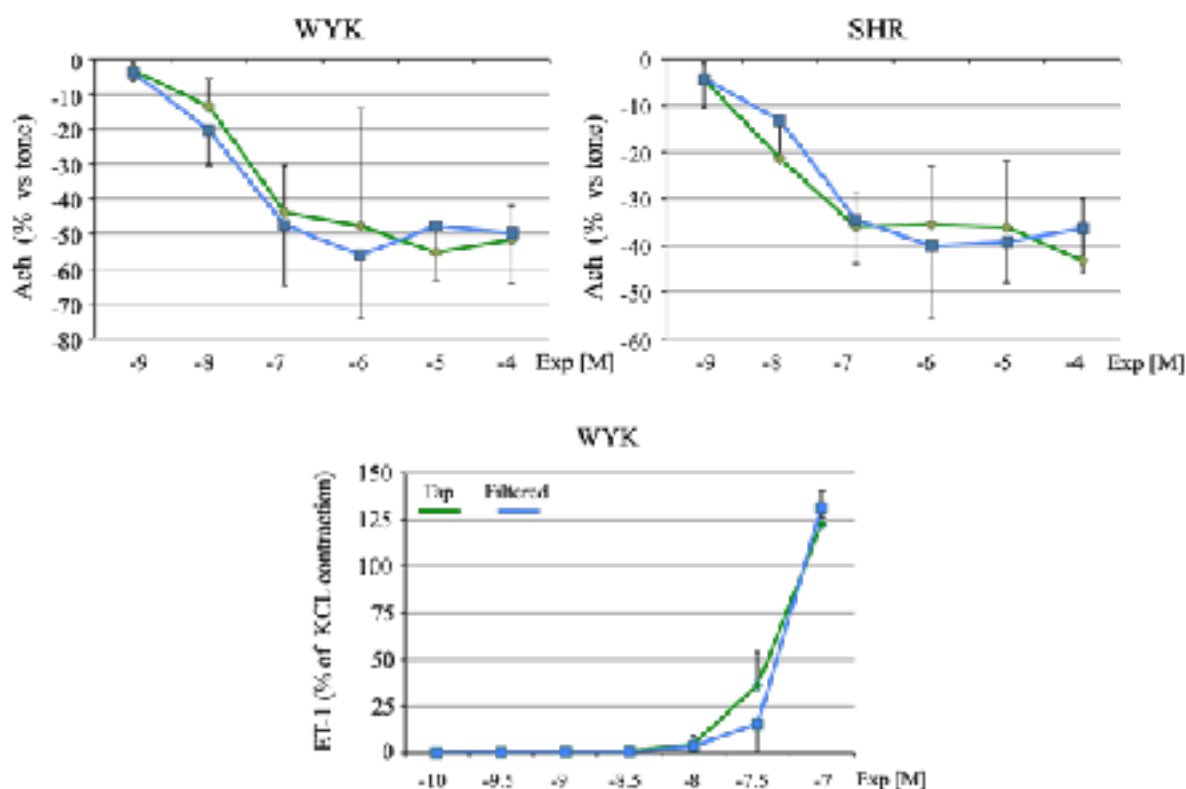 WYK
Ach (% vs tone)
0
-10
-20
-30
-40
-50
-60
-70
-80
-9 -8 -7 -6 -5 -4 Exp [M]
SHR
Ach (% vs tone)
0
-10
-20
-30
-40
-50
-60
-9 -8 -7 -6 -5 -4 Exp [M]
WYK
ET-1 (% of KCL contraction)
150
125
100
75
50
25
0
Tap Filtered
-10 -9.5 -9 -8.5 -8 -7.5 -7 Exp [M]